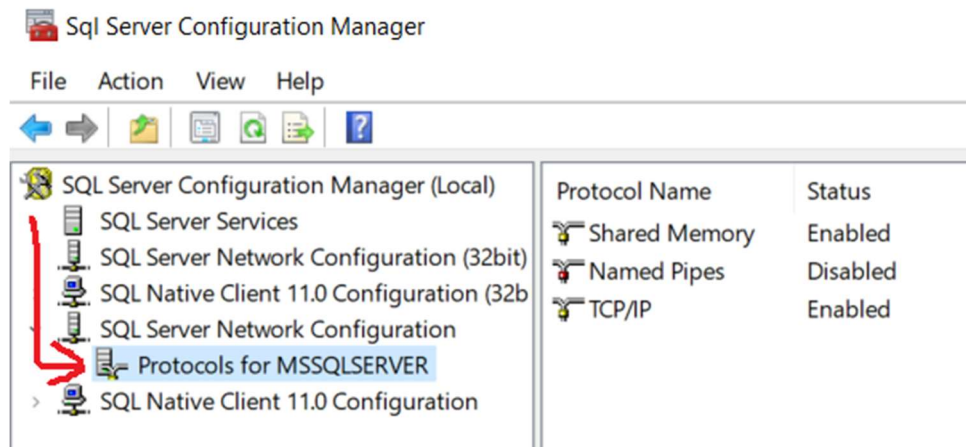 Sql Server Configuration Manager
File Action View Help
SQL Server Configuration Manager (Local)
SQL Server Services
SQL Server Network Configuration (32bit)
SQL Native Client 11.0 Configuration (32b
SQL Server Network Configuration
Protocols for MSSQLSERVER
SQL Native Client 11.0 Configuration
Protocol Name Status
Shared Memory Enabled
Named Pipes Disabled
TCP/IP Enabled